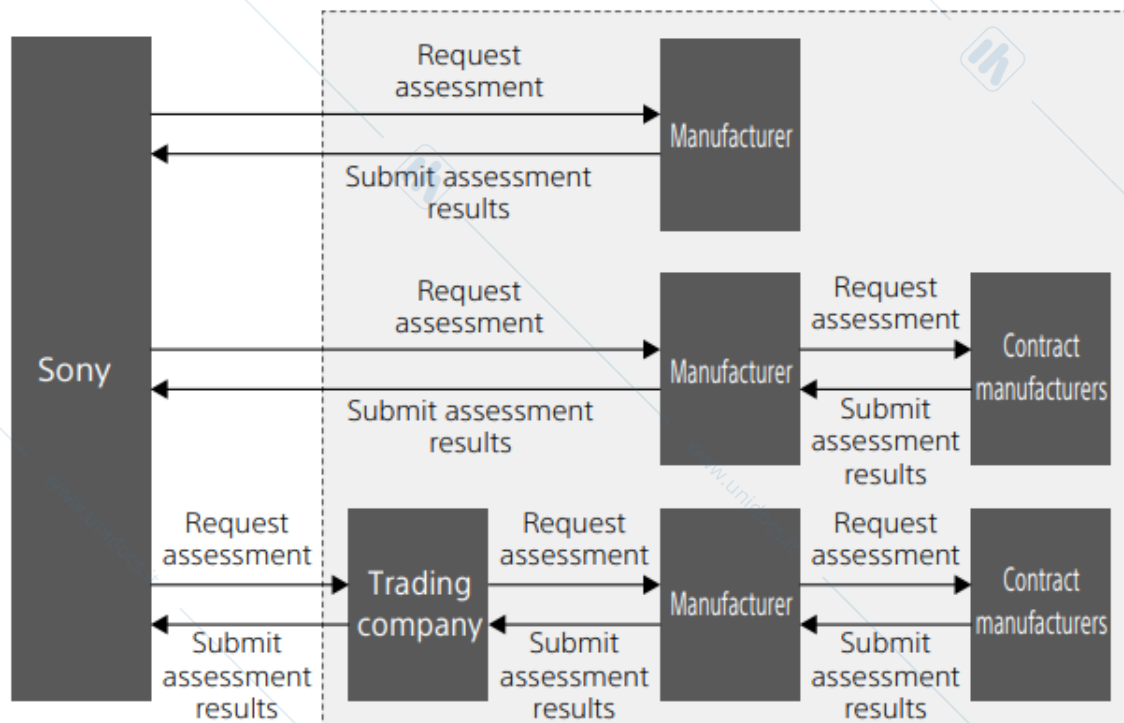 Request
assessment
Manufacturer
Submit assessment
results
Sony
Request
assessment
Manufacturer
Submit assessment
results
Request
assessment
Contract
manufacturers
Submit
assessment
results
Request
assessment
Trading
company
Submit
assessment
results
Request
assessment
Manufacturer
Submit
assessment
results
Request
assessment
Contract
manufacturers
Submit
assessment
results